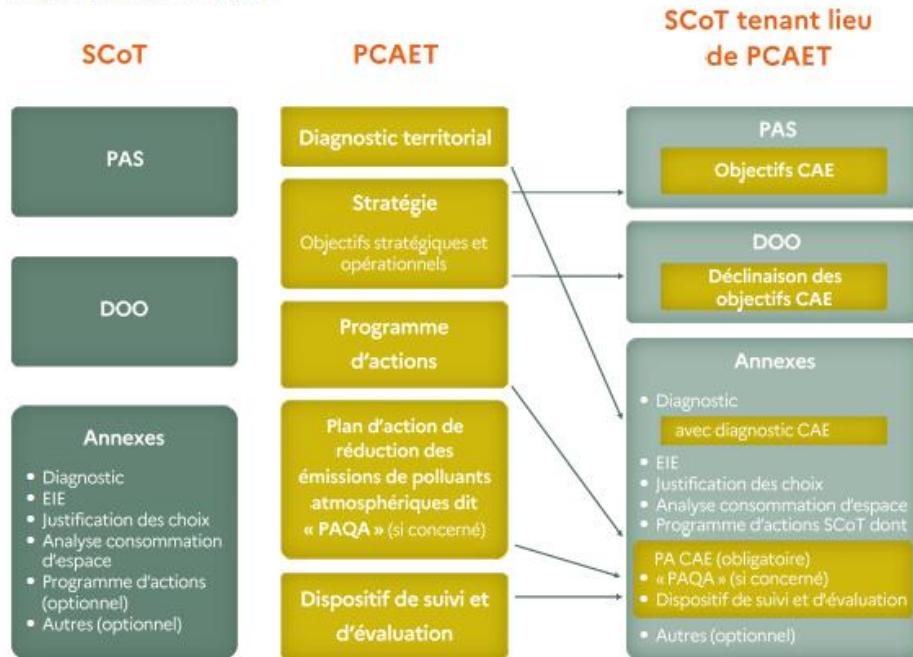 SCoT
PAS
DOO
Annexes
• Diagnostic
• EIE
• Justification des choix
• Analyse consommation
d'espace
• Programme d'actions
(optionnel)
• Autres (optionnel)
PCAET
Diagnostic territorial
Stratégie
Objectifs stratégiques et
opérationnels
Programme
d'actions
Plan d'action de
réduction des
émissions de polluants
atmosphériques dit
« PAQA » (si concerné)
Dispositif de suivi et
d'évaluation
SCoT tenant lieu
de PCAET
PAS
Objectifs CAE
DOO
Déclinaison des
objectifs CAE
Annexes
• Diagnostic
avec diagnostic CAE
• EIE
• Justification des choix
• Analyse consommation d'espace
• Programme d'actions SCoT dont
PA CAE (obligatoire)
• « PAQA » (si concerné)
• Dispositif de suivi et d'évaluation
• Autres (optionnel)